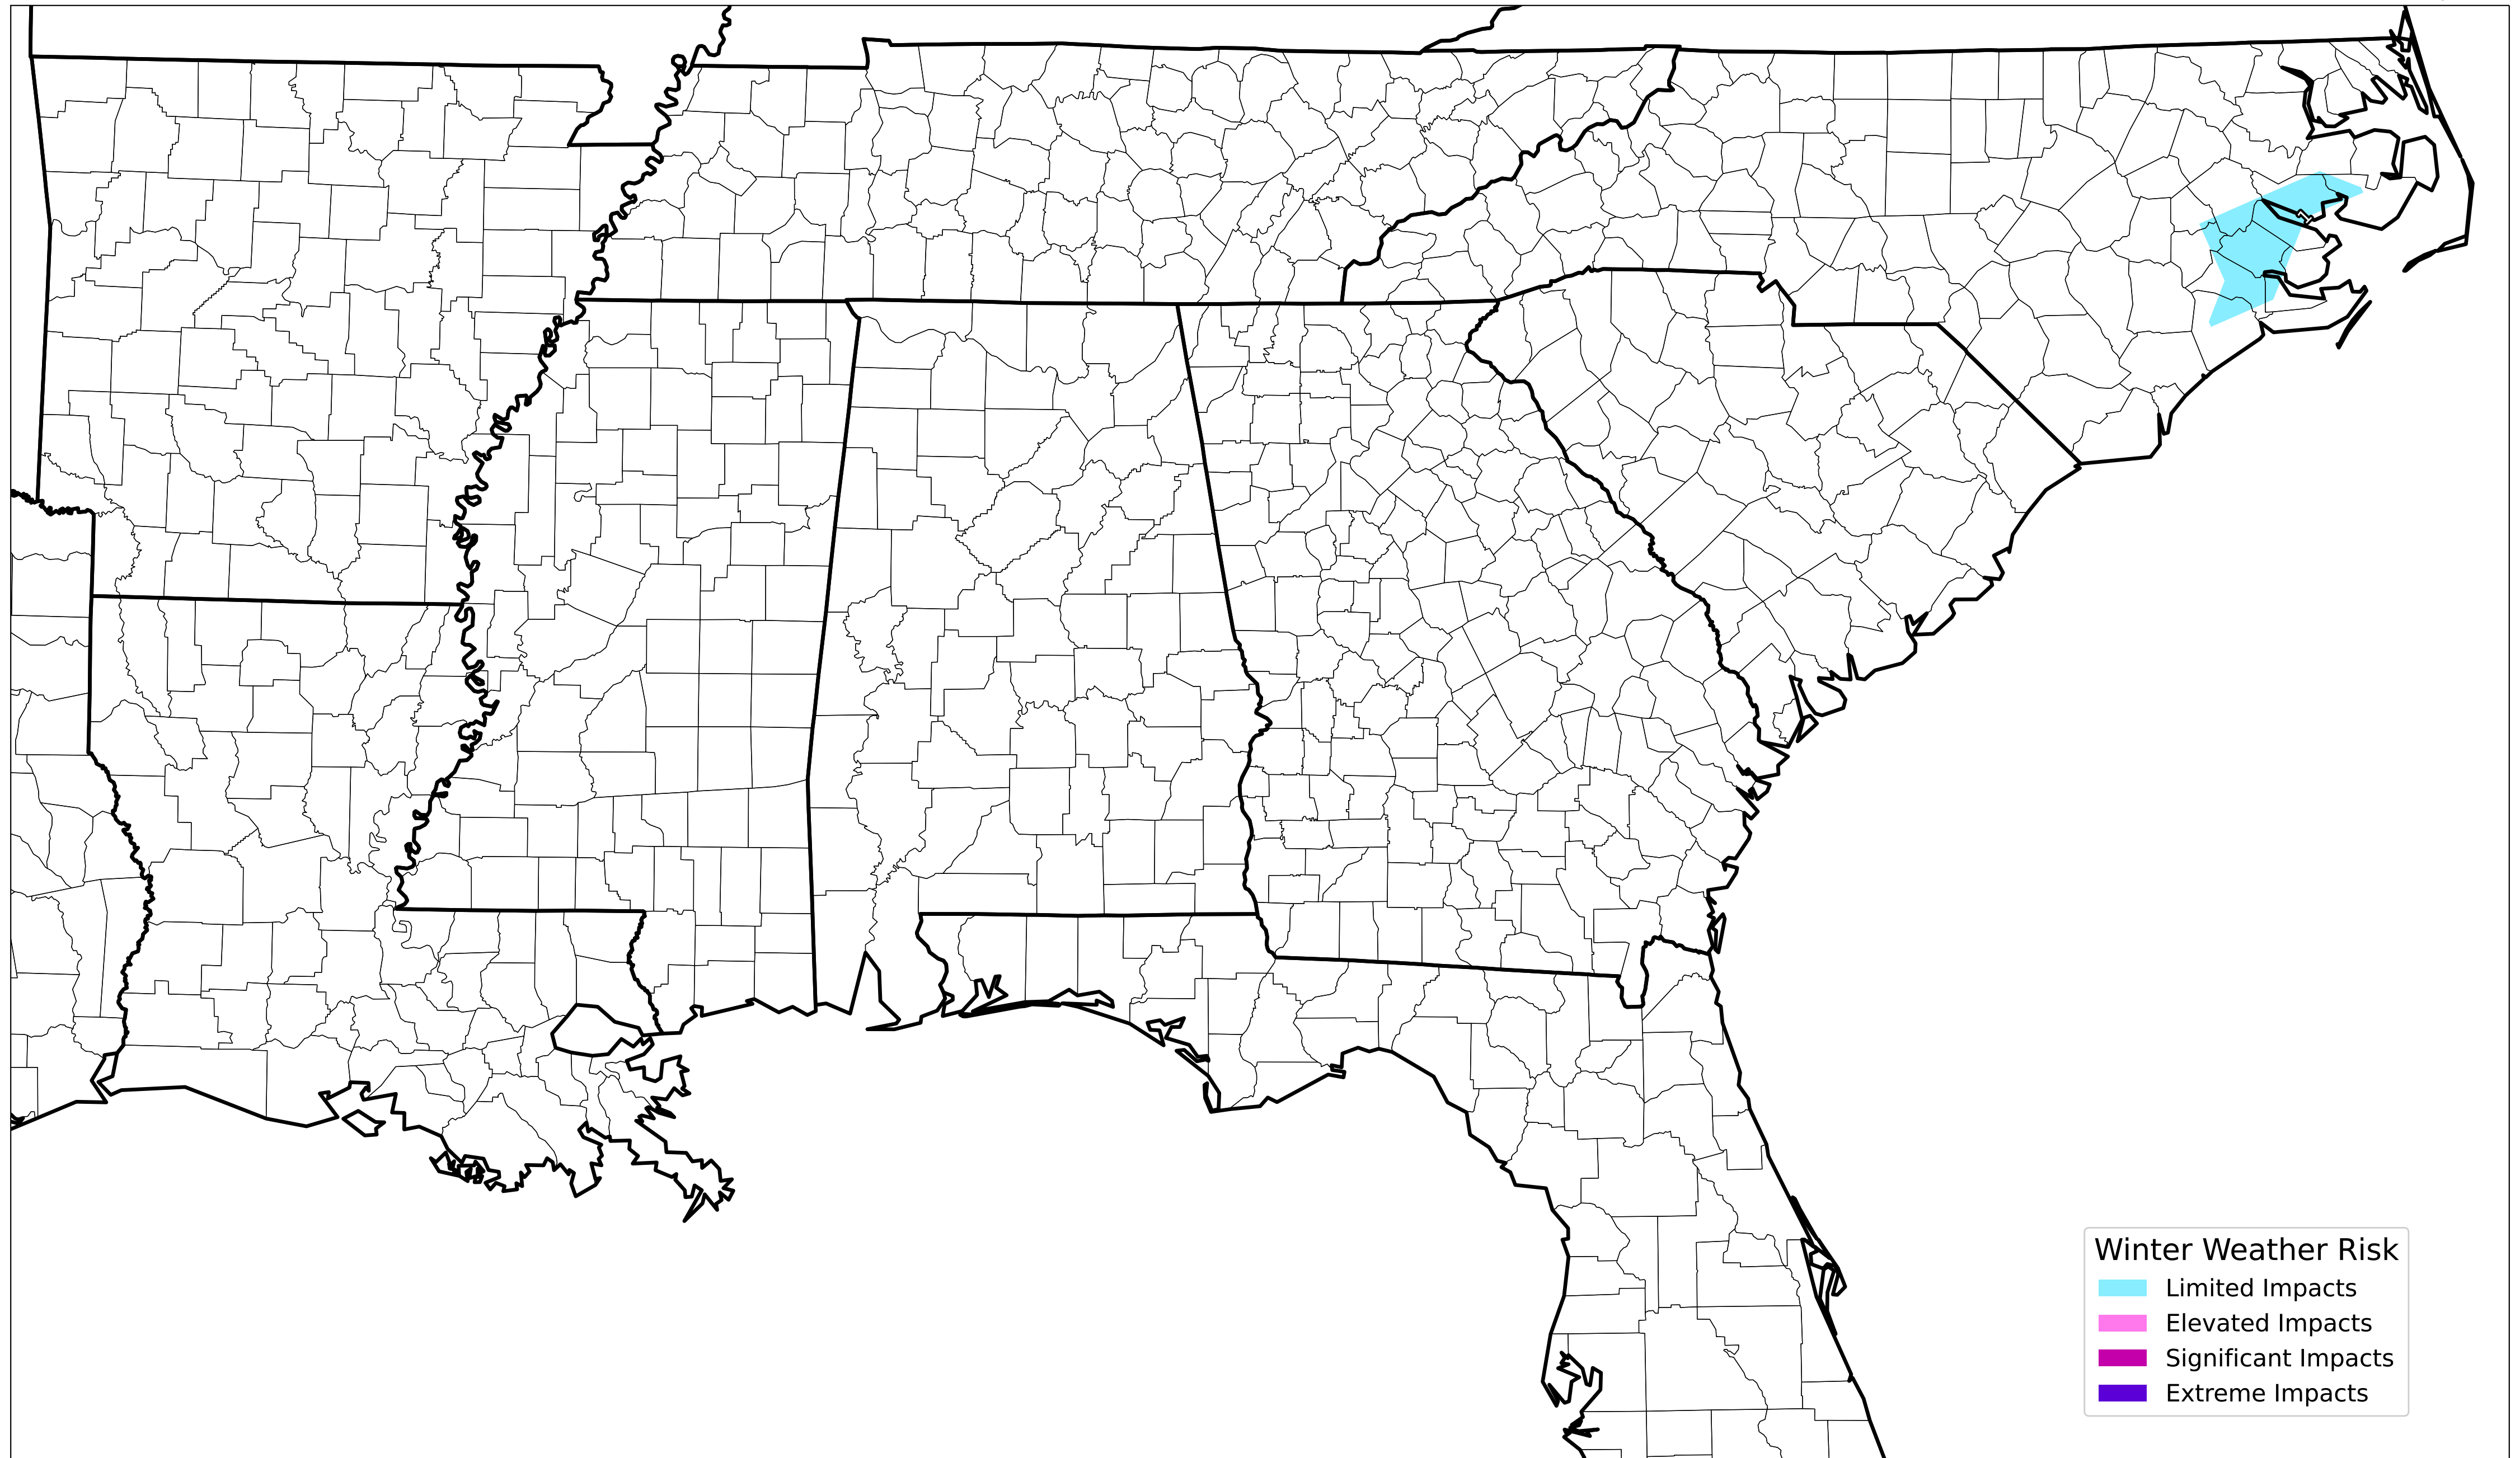 Winter Weather Risk
Limited Impacts
Elevated Impacts
Significant Impacts
Extreme Impacts